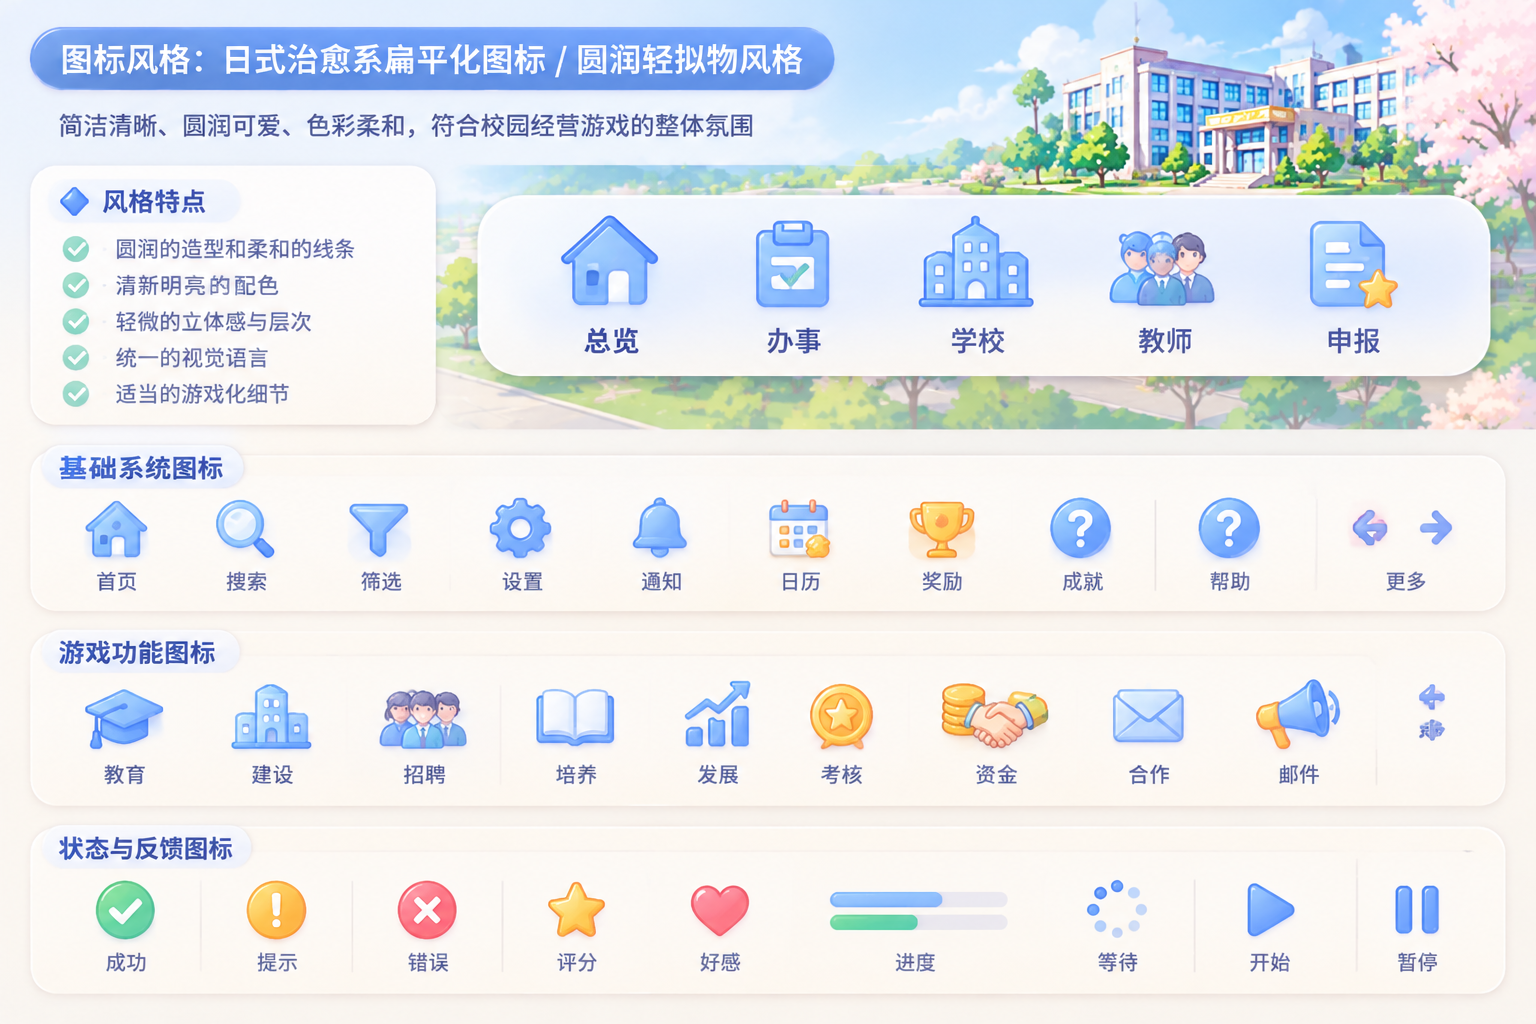 图标风格：日式治愈系扁平化图标 / 圆润轻拟物风格
简洁清晰、圆润可爱、色彩柔和，符合校园经营游戏的整体氛围
风格特点
圆润的造型和柔和的线条
清新明亮的配色
轻微的立体感与层次
统一的视觉语言
适当的游戏化细节
总览 办事 学校 教师 申报
基础系统图标
首页 搜索 筛选 设置 通知 日历 奖励 成就 帮助 更多
游戏功能图标
教育 建设 招聘 培养 发展 考核 资金 合作 邮件
状态与反馈图标
成功 提示 错误 评分 好感 进度 等待 开始 暂停